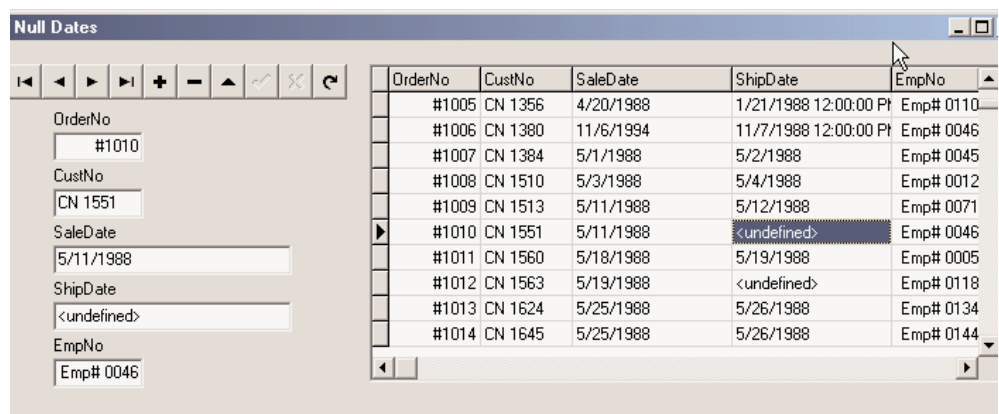 Null Dates
OrderNo
#1010
CustNo
CN 1551
SaleDate
5/11/1988
ShipDate
<undefined>
EmpNo
Emp# 0046
OrderNo CustNo SaleDate ShipDate EmpNo
#1005 CN 1356 4/20/1988 1/21/1988 12:00:00 PM Emp# 0110
#1006 CN 1380 11/6/1994 11/7/1988 12:00:00 PM Emp# 0046
#1007 CN 1384 5/1/1988 5/2/1988 Emp# 0045
#1008 CN 1510 5/3/1988 5/4/1988 Emp# 0012
#1009 CN 1513 5/11/1988 5/12/1988 Emp# 0071
#1010 CN 1551 5/11/1988 <undefined> Emp# 0046
#1011 CN 1560 5/18/1988 5/19/1988 Emp# 0005
#1012 CN 1563 5/19/1988 <undefined> Emp# 0118
#1013 CN 1624 5/25/1988 5/26/1988 Emp# 0134
#1014 CN 1645 5/25/1988 5/26/1988 Emp# 0144